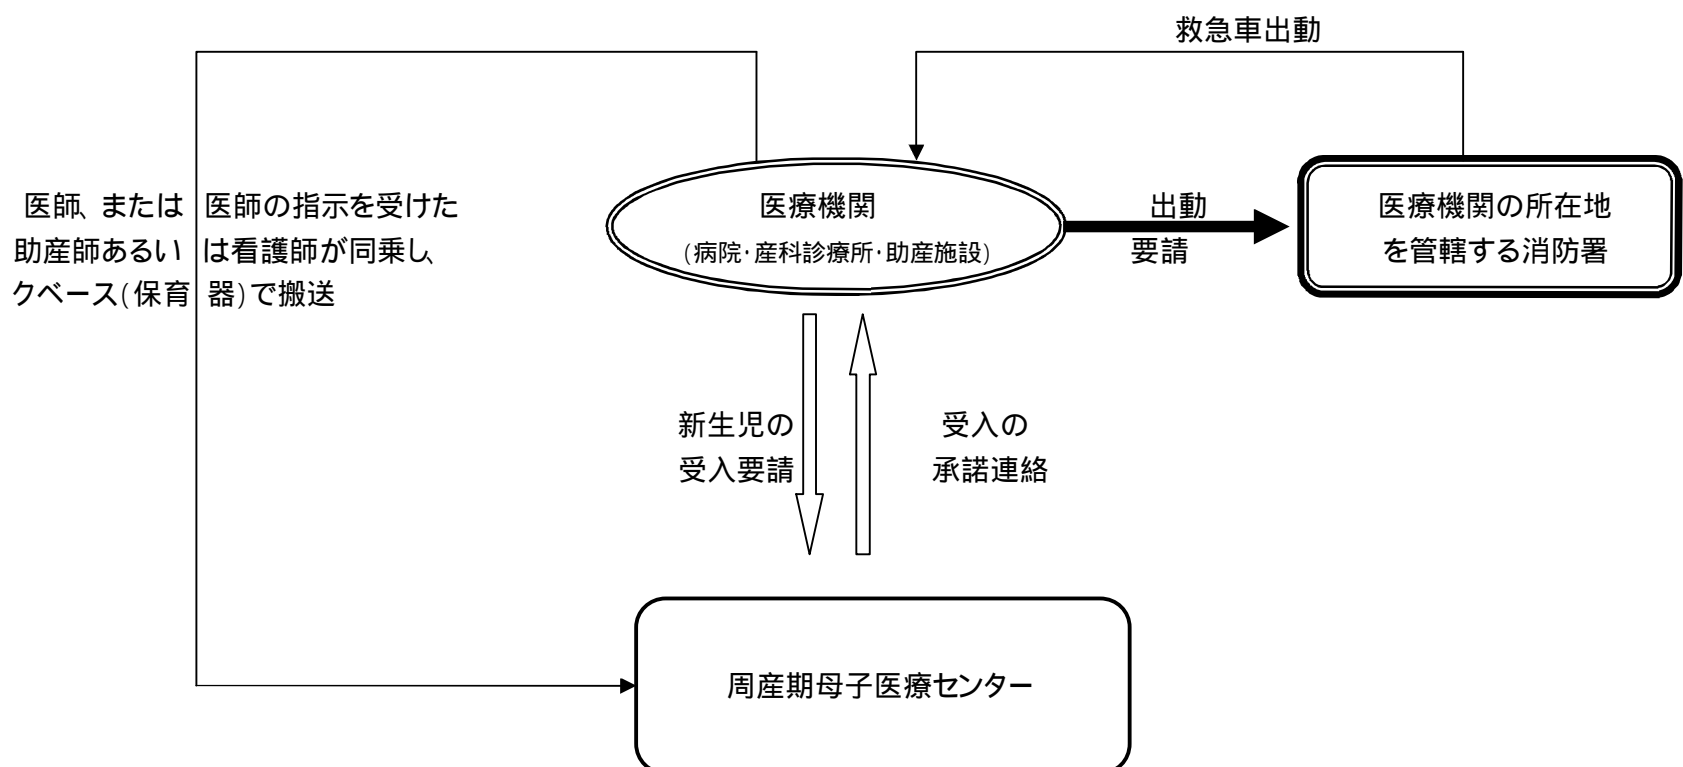 救急車出動
医師、または医師の指示を受けた
助産師あるいは看護師が同乗し、
クベース(保育器)で搬送
医療機関
(病院・産科診療所・助産施設)
出動
要請
医療機関の所在地
を管轄する消防署
新生児の
受入要請
受入の
承諾連絡
周産期母子医療センター